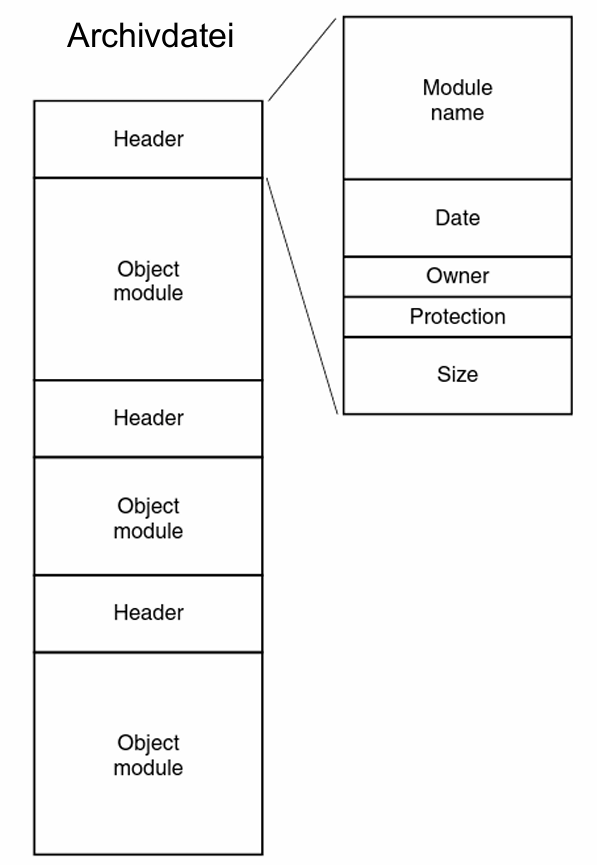 Archivdatei
Header
Object
module
Header
Object
module
Header
Object
module
Module
name
Date
Owner
Protection
Size